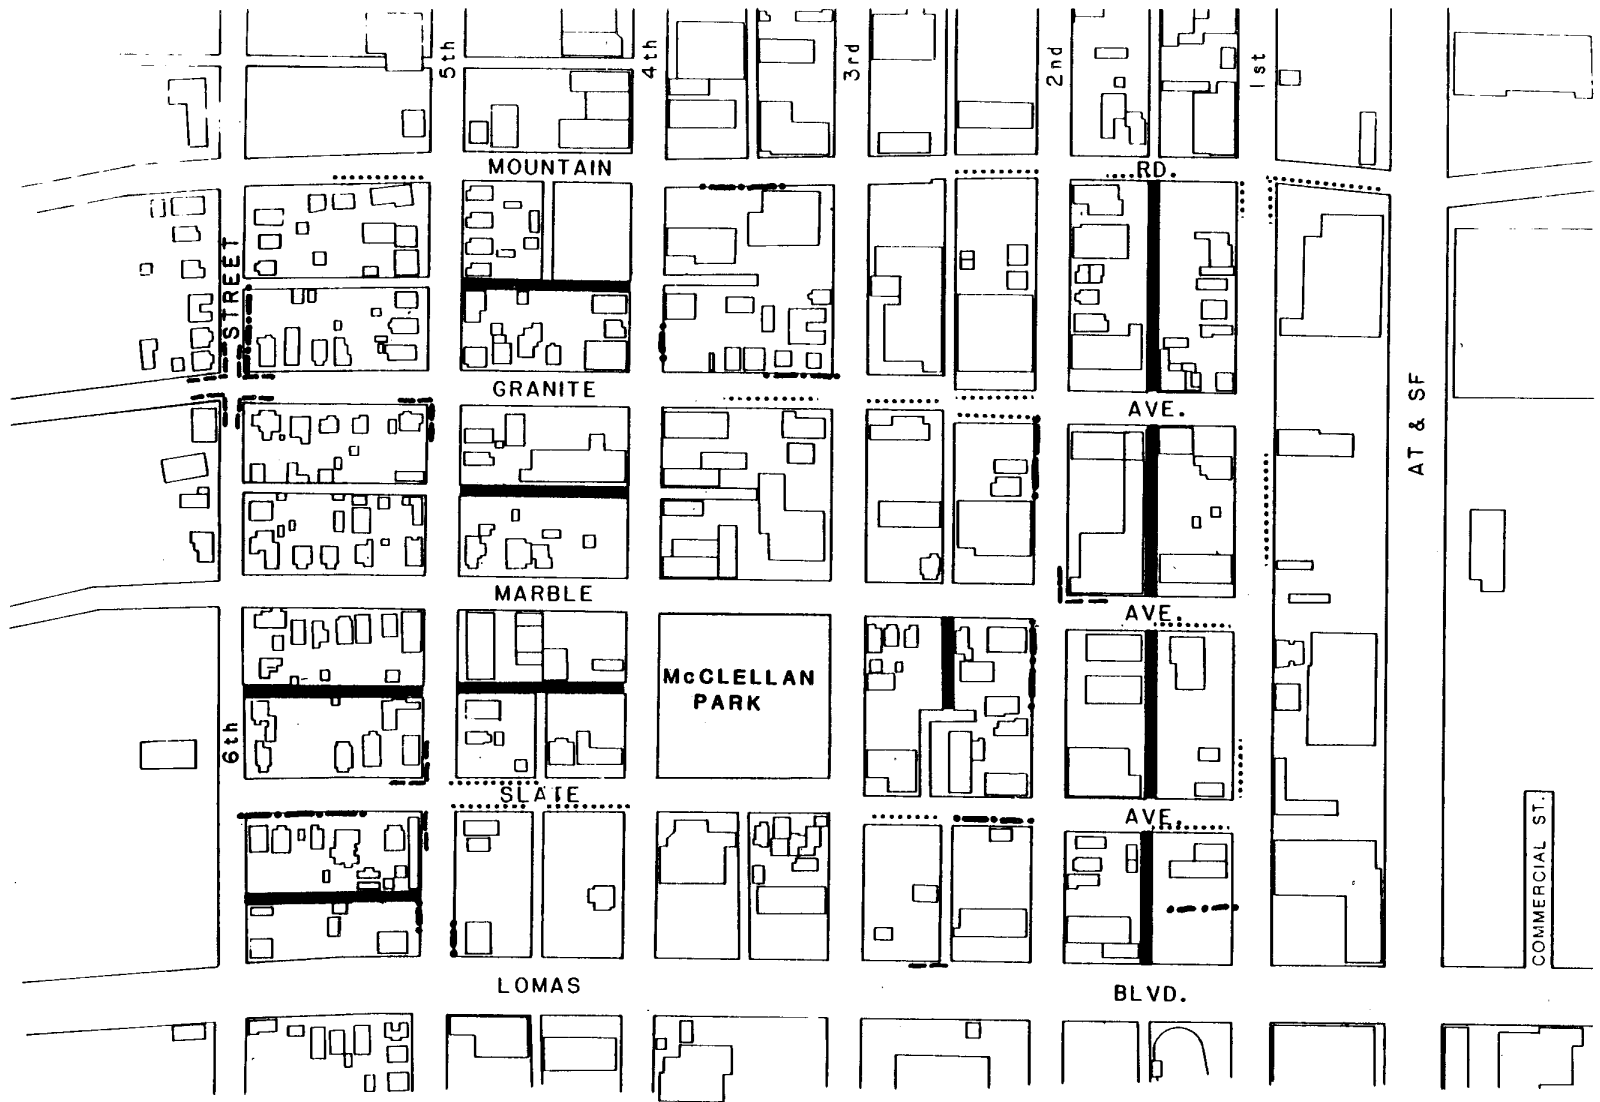 5th
4th
3rd
2nd
1st
MOUNTAIN
RD.
STREET
GRANITE
AVE.
AT & SF
MARBLE
AVE.
McCLELLAN
PARK
6th
SLATE
AVE.
COMMERCIAL ST.
LOMAS
BLVD.